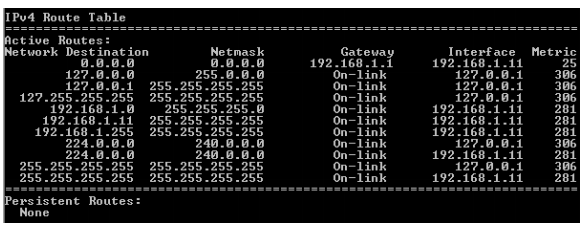 IPv4 Route Table
===========================================================================
Active Routes:
Network Destination Netmask Gateway Interface Metric
0.0.0.0 0.0.0.0 192.168.1.1 192.168.1.11 25
127.0.0.0 255.0.0.0 On-link 127.0.0.1 306
127.0.0.1 255.255.255.255 On-link 127.0.0.1 306
127.255.255.255 255.255.255.255 On-link 127.0.0.1 306
192.168.1.0 255.255.255.0 On-link 192.168.1.11 281
192.168.1.11 255.255.255.255 On-link 192.168.1.11 281
192.168.1.255 255.255.255.255 On-link 192.168.1.11 281
224.0.0.0 240.0.0.0 On-link 127.0.0.1 306
224.0.0.0 240.0.0.0 On-link 192.168.1.11 281
255.255.255.255 255.255.255.255 On-link 127.0.0.1 306
255.255.255.255 255.255.255.255 On-link 192.168.1.11 281
===========================================================================
Persistent Routes:
None